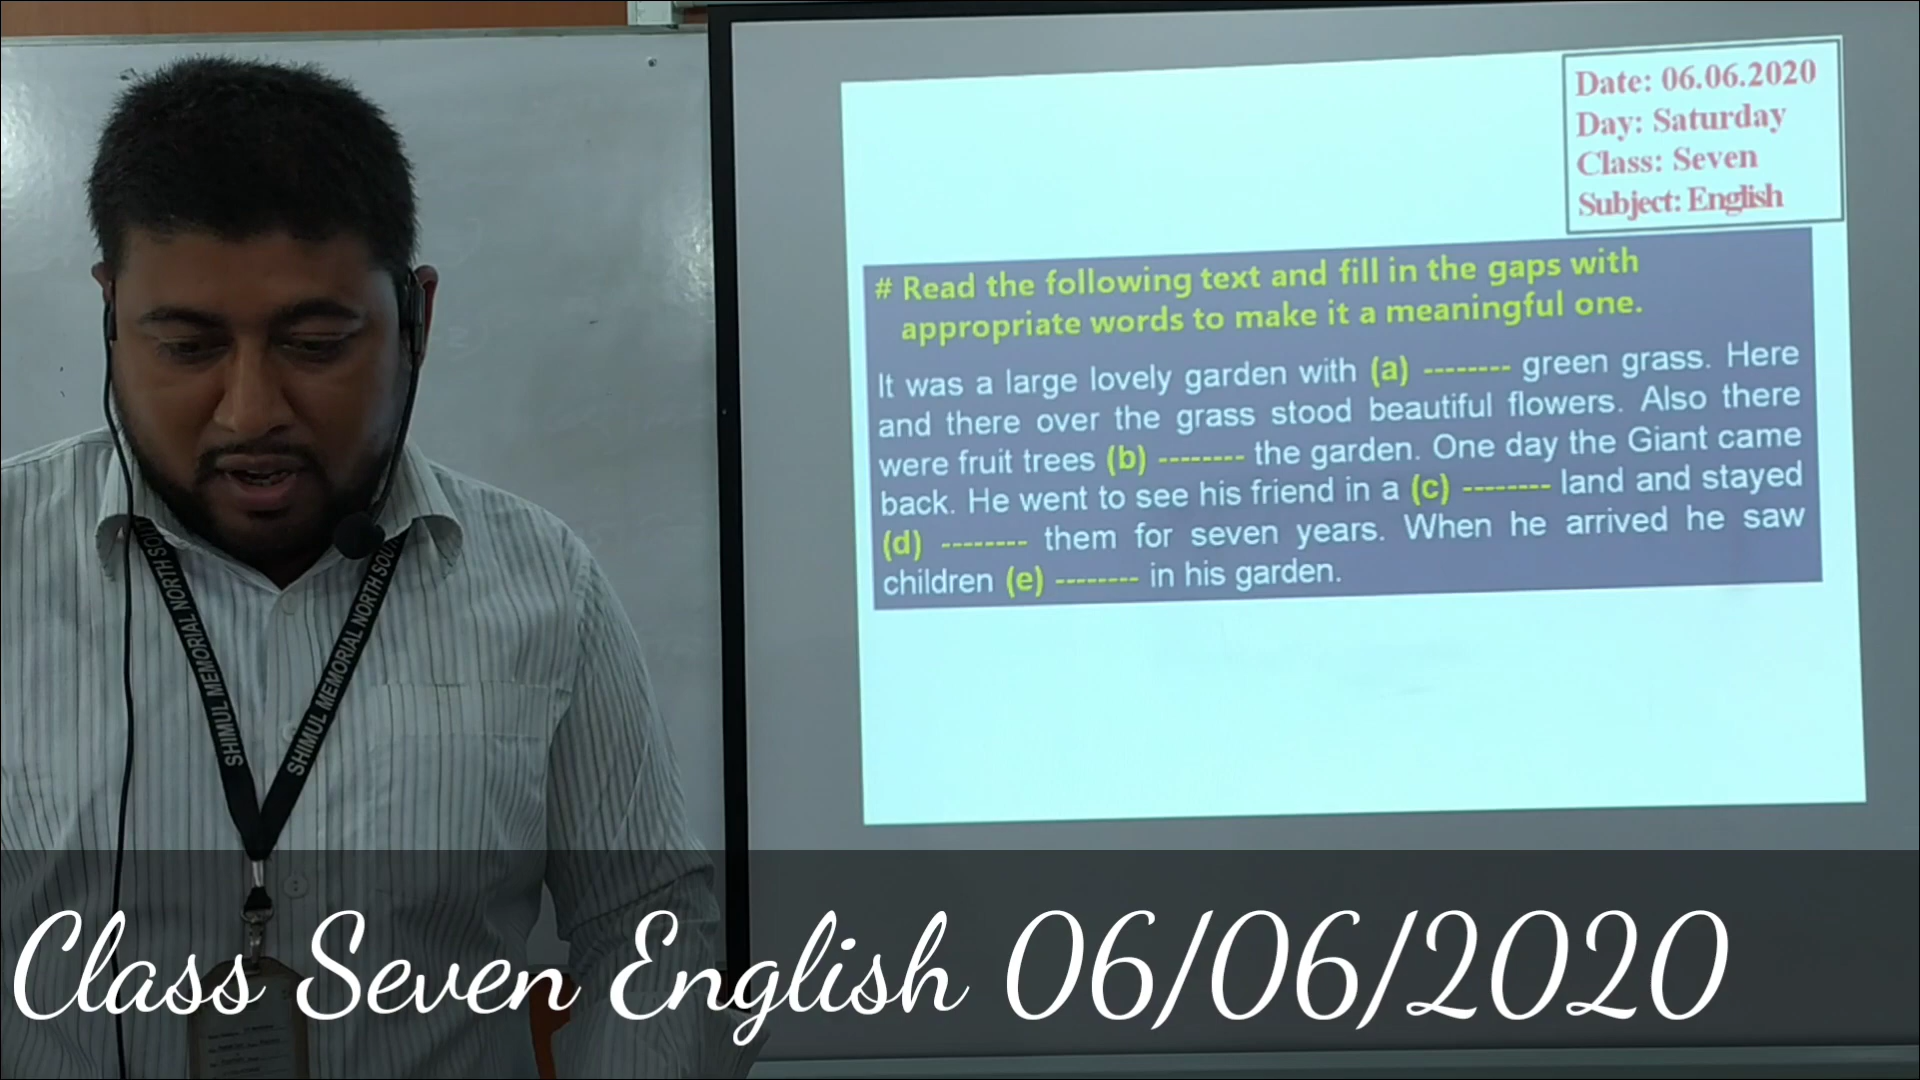 Date: 06.06.2020
Day: Saturday
Class: Seven
Subject: English
# Read the following text and fill in the gaps with
appropriate words to make it a meaningful one.
It was a large lovely garden with (a) -------- green grass. Here
and there over the grass stood beautiful flowers. Also there
were fruit trees (b) -------- the garden. One day the Giant came
back. He went to see his friend in a (c) -------- land and stayed
(d) -------- them for seven years. When he arrived he saw
children (e) -------- in his garden.
SHIMUL MEMORIAL NORTH SOU
SHIMUL MEMORIAL NORTH SOU
Class Seven English 06/06/2020